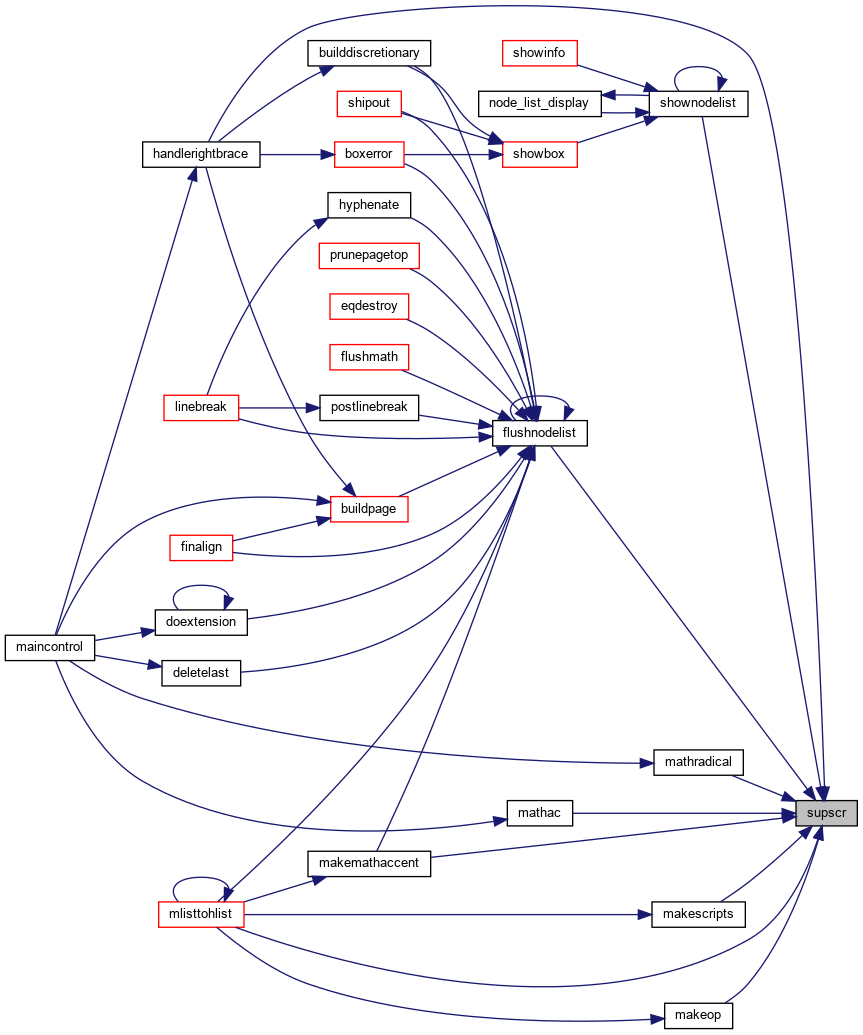 builddiscretionary
showinfo
shipout
node_list_display
shownodelist
handlerightbrace
boxerror
showbox
hyphenate
prunepagetop
eqdestroy
flushmath
linebreak
postlinebreak
flushnodelist
buildpage
finalign
doextension
maincontrol
deletelast
mathradical
mathac
supscr
makemathaccent
mlisttohlist
makescripts
makeop